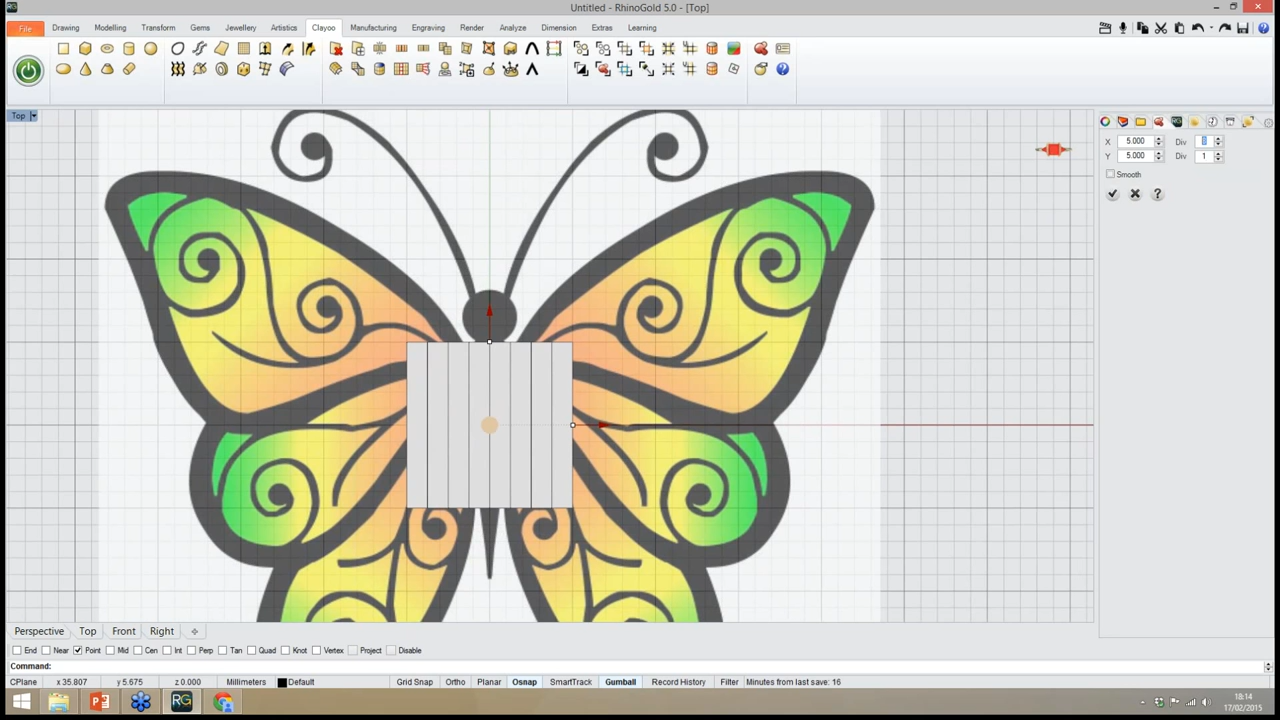 Untitled - RhinoGold 5.0 - [Top]
File Drawing Modelling Transform Gems Jewellery Artistics Clayoo Manufacturing Engraving Render Analyze Dimension Extras Learning
Top
X 5.000 Div 8
Y 5.000 Div 1
Smooth
Perspective Top Front Right
End Near Point Mid Cen Int Perp Tan Quad Knot Vertex Project Disable
Command:
CPlane x 35.807 y 5.675 z 0.000 Millimeters Default Grid Snap Ortho Planar Osnap SmartTrack Gumball Record History Filter Minutes from last save: 16
18:14
17/02/2015